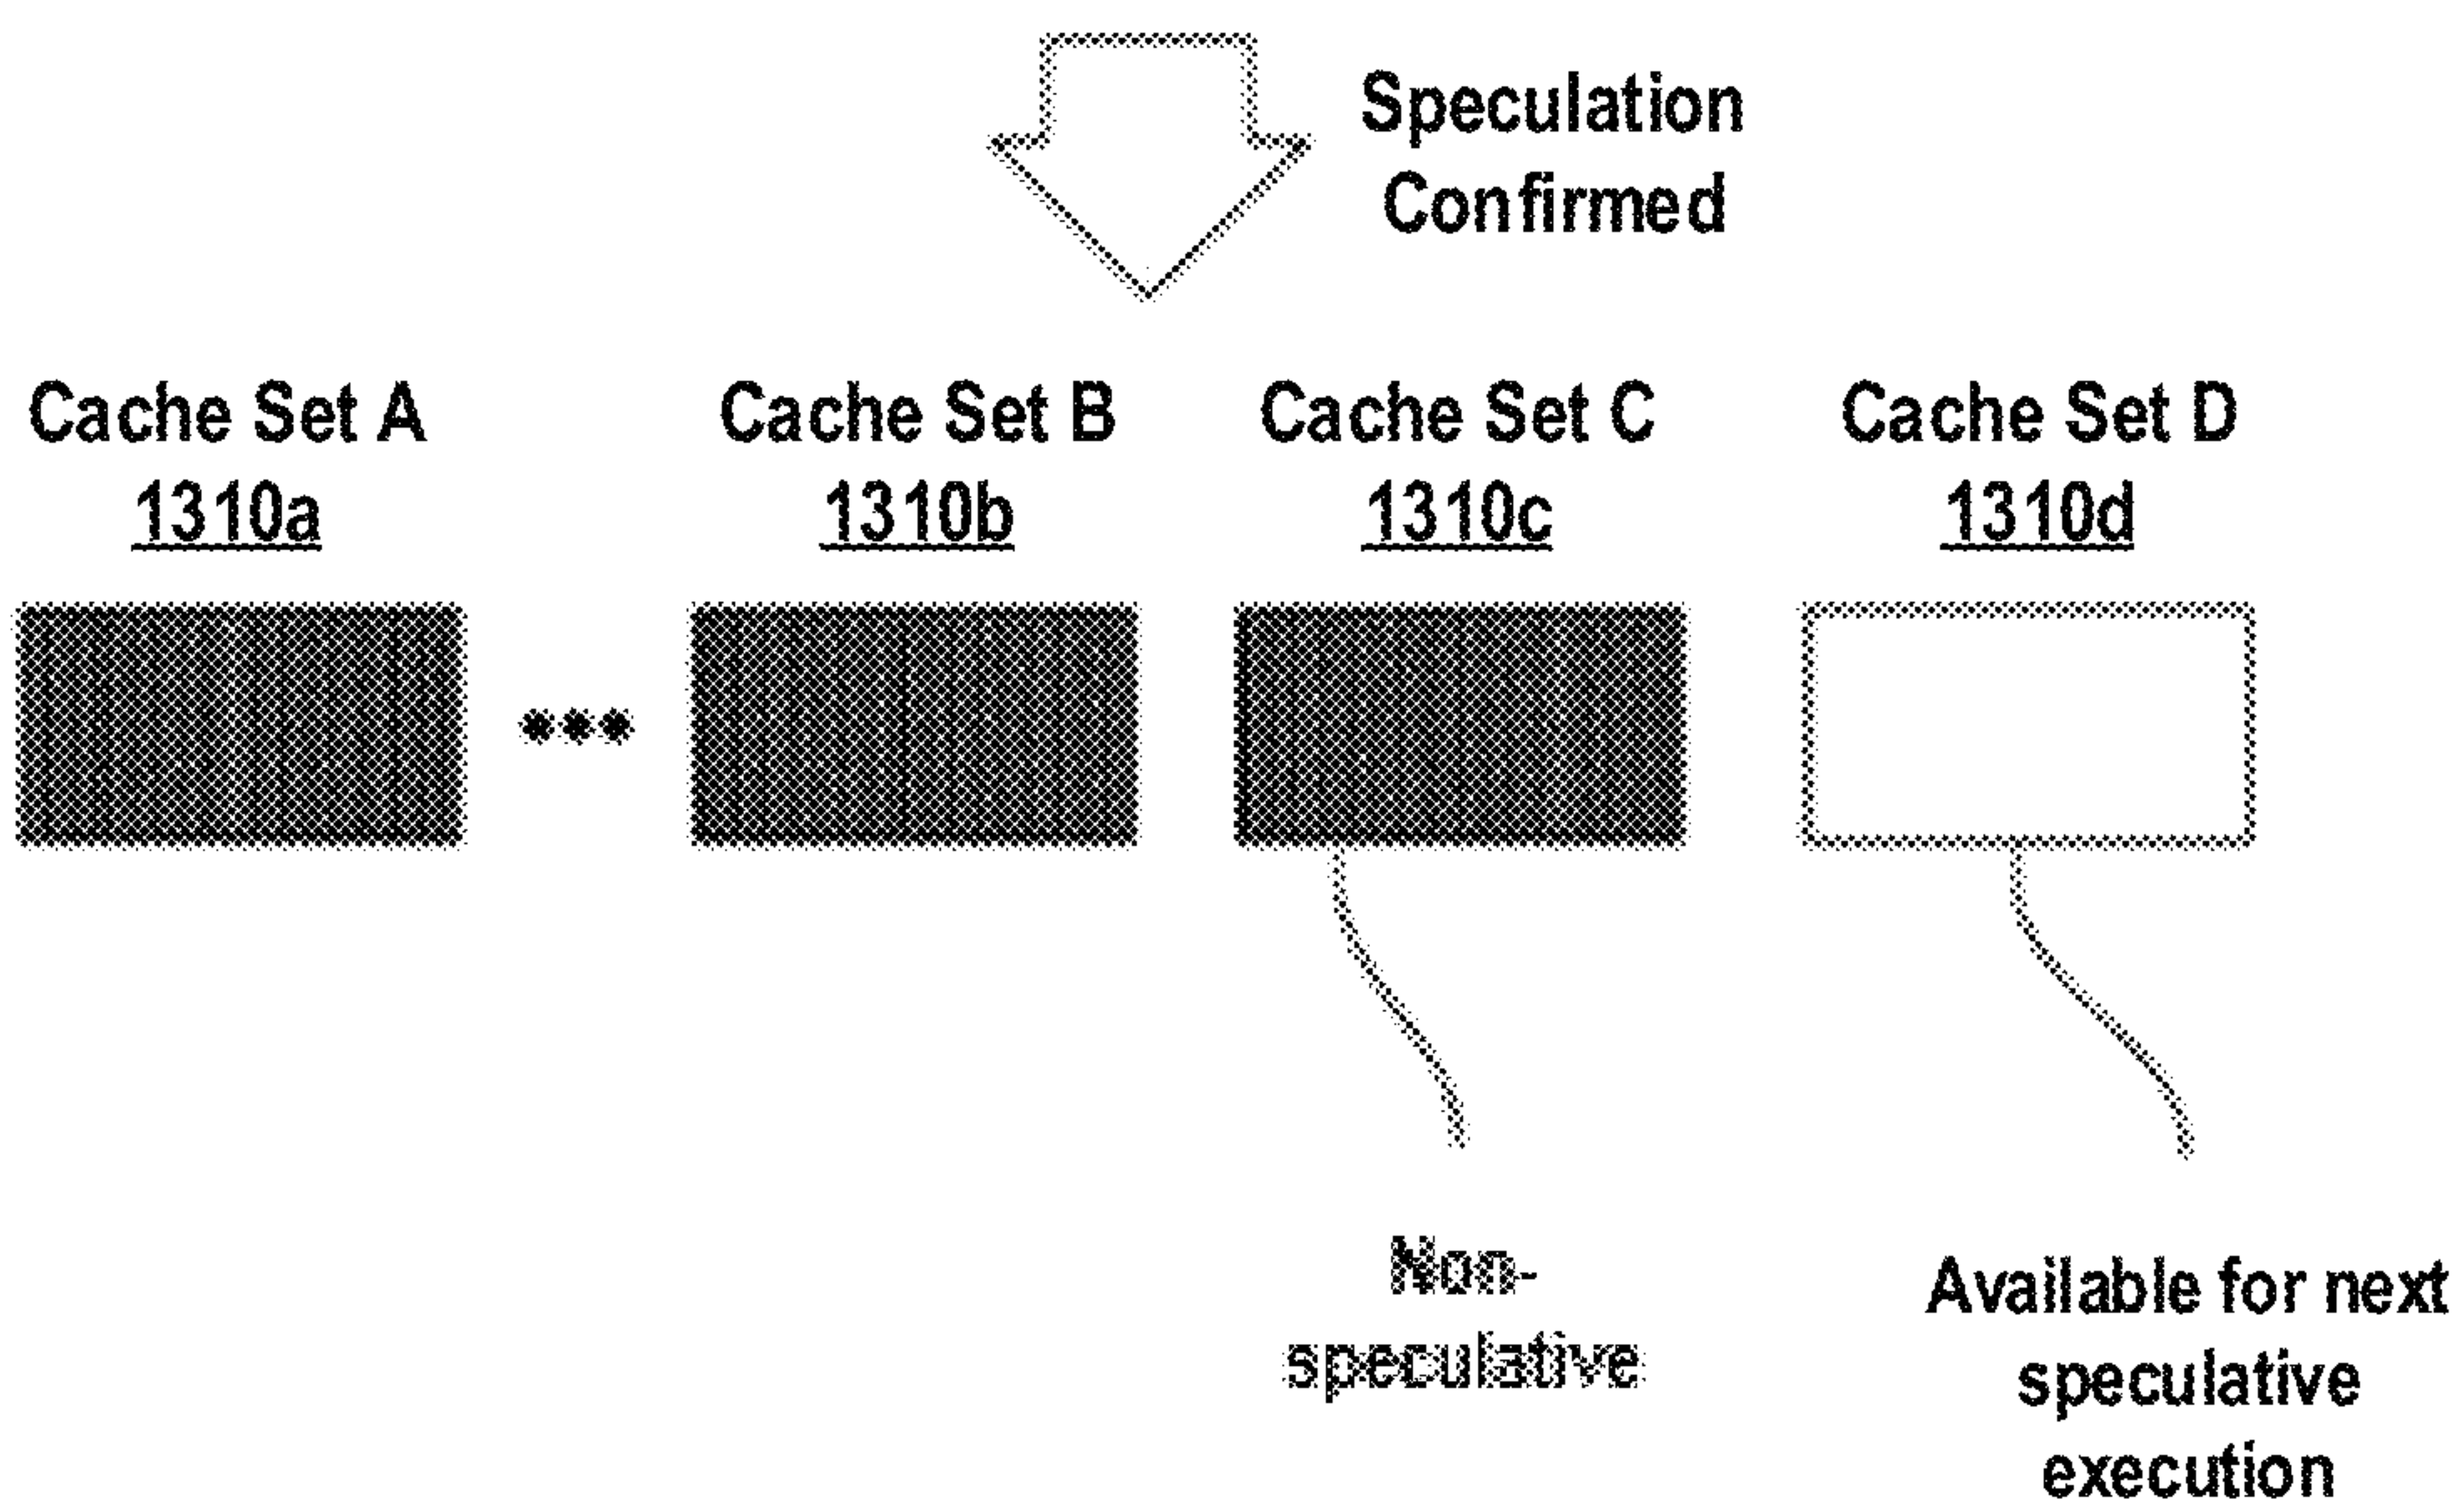 Speculation
Confirmed
Cache Set A
1310a
Cache Set B
1310b
Cache Set C
1310c
Cache Set D
1310d
***
Non-
speculative
Available for next
speculative
execution